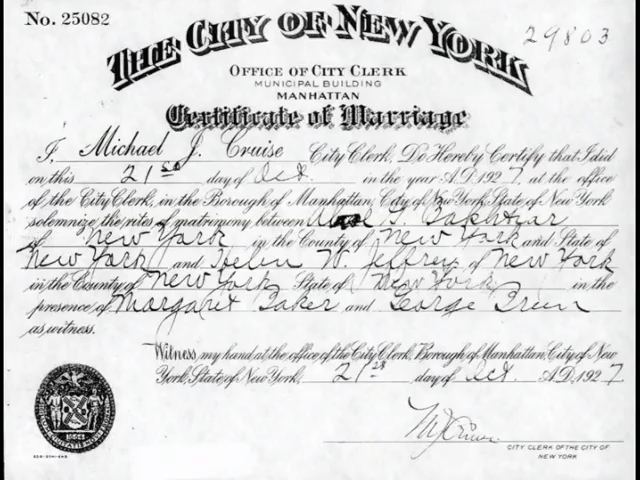 No. 25082
29803
THE CITY OF NEW YORK
OFFICE OF CITY CLERK
MUNICIPAL BUILDING
MANHATTAN
Certificate of Marriage
I, Michael J. Cruise City Clerk, Do Hereby Certify that I did
on this 21st day of Oct. in the year A.D. 1927, at the office
of the City Clerk, in the Borough of Manhattan, City of New York, State of New York
solemnize the rites of matrimony between S. Bakhtiar
of New York in the County of New York and State of
New York and Helen W. Jeffreys of New York
in the County of New York State of New York in the
presence of Margaret Baker and George Breen
as witness.
Witness, my hand at the office of the City Clerk, Borough of Manhattan, City of New
York, State of New York, 21st day of Oct. A.D. 1927
MJCruise
CITY CLERK OF THE CITY OF
NEW YORK